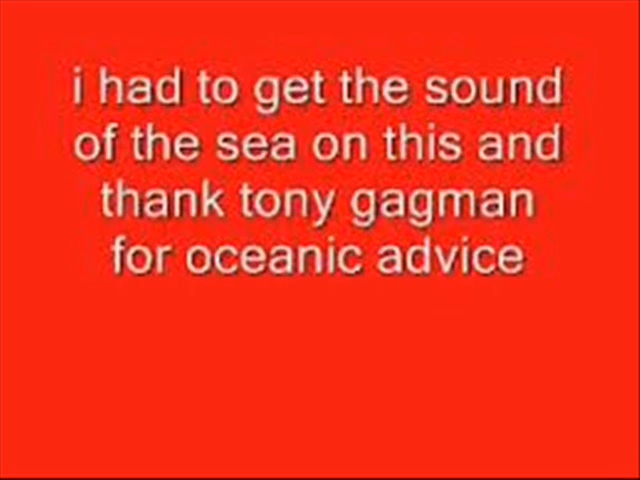 i had to get the sound
of the sea on this and
thank tony gagman
for oceanic advice